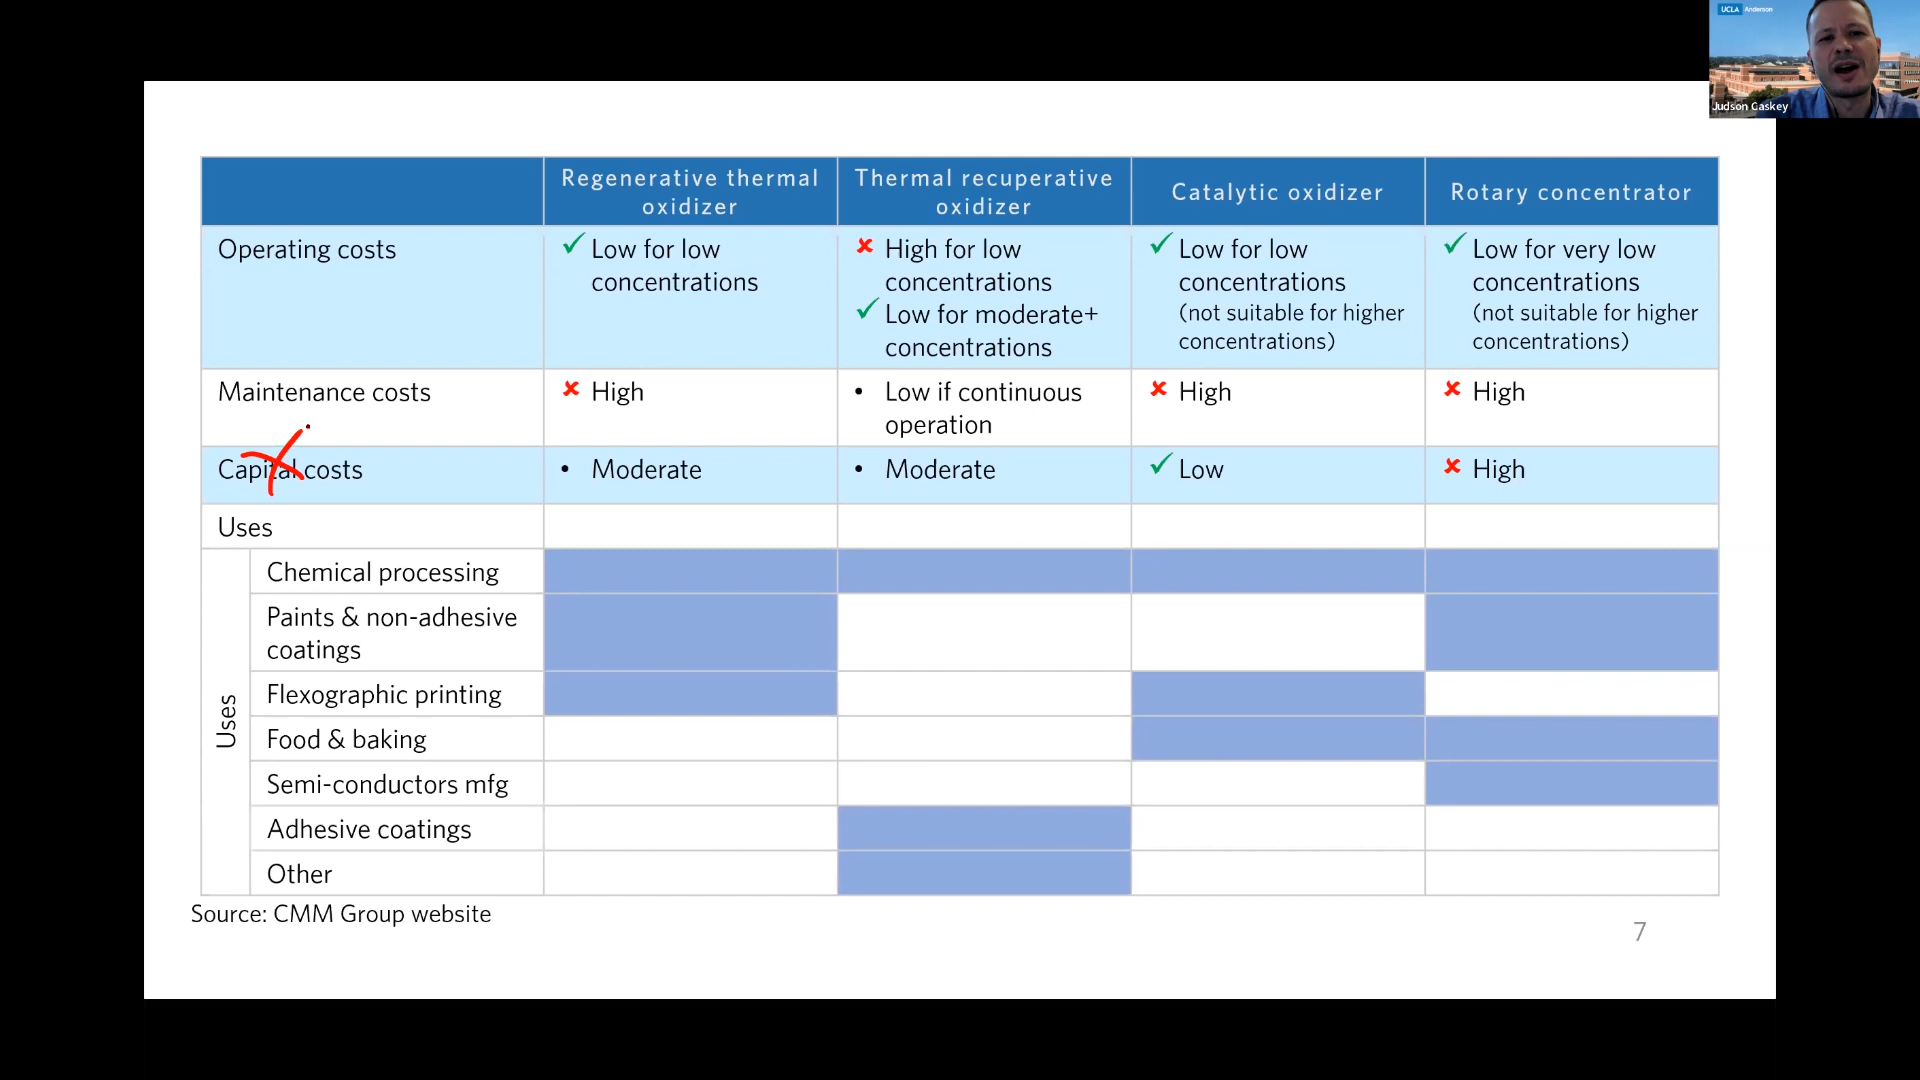 UCLA Anderson
Judson Caskey
Regenerative thermal
oxidizer
Thermal recuperative
oxidizer
Catalytic oxidizer
Rotary concentrator
Operating costs
✓ Low for low
concentrations
✘ High for low
concentrations
✓ Low for moderate+
concentrations
✓ Low for low
concentrations
(not suitable for higher
concentrations)
✓ Low for very low
concentrations
(not suitable for higher
concentrations)
Maintenance costs
✘ High
• Low if continuous
operation
✘ High
✘ High
Capital costs
• Moderate
• Moderate
✓ Low
✘ High
Uses
Uses
Chemical processing
Paints & non-adhesive
coatings
Flexographic printing
Food & baking
Semi-conductors mfg
Adhesive coatings
Other
Source: CMM Group website
7